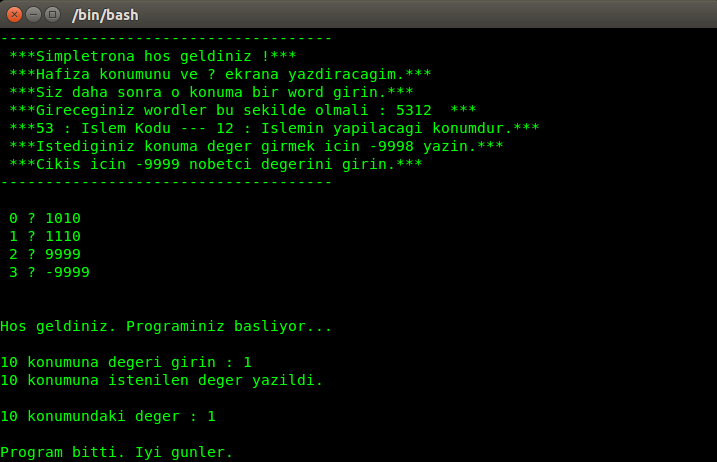 /bin/bash
-------------------------------------
***Simpletrona hos geldiniz !***
***Hafiza konumunu ve ? ekrana yazdiracagim.***
***Siz daha sonra o konuma bir word girin.***
***Gireceginiz wordler bu sekilde olmali : 5312  ***
***53 : Islem Kodu --- 12 : Islemin yapilacagi konumdur.***
***Istediginiz konuma deger girmek icin -9998 yazin.***
***Cikis icin -9999 nobetci degerini girin.***
-------------------------------------
0 ? 1010
1 ? 1110
2 ? 9999
3 ? -9999
Hos geldiniz. Programiniz basliyor...
10 konumuna degeri girin : 1
10 konumuna istenilen deger yazildi.
10 konumundaki deger : 1
Program bitti. Iyi gunler.